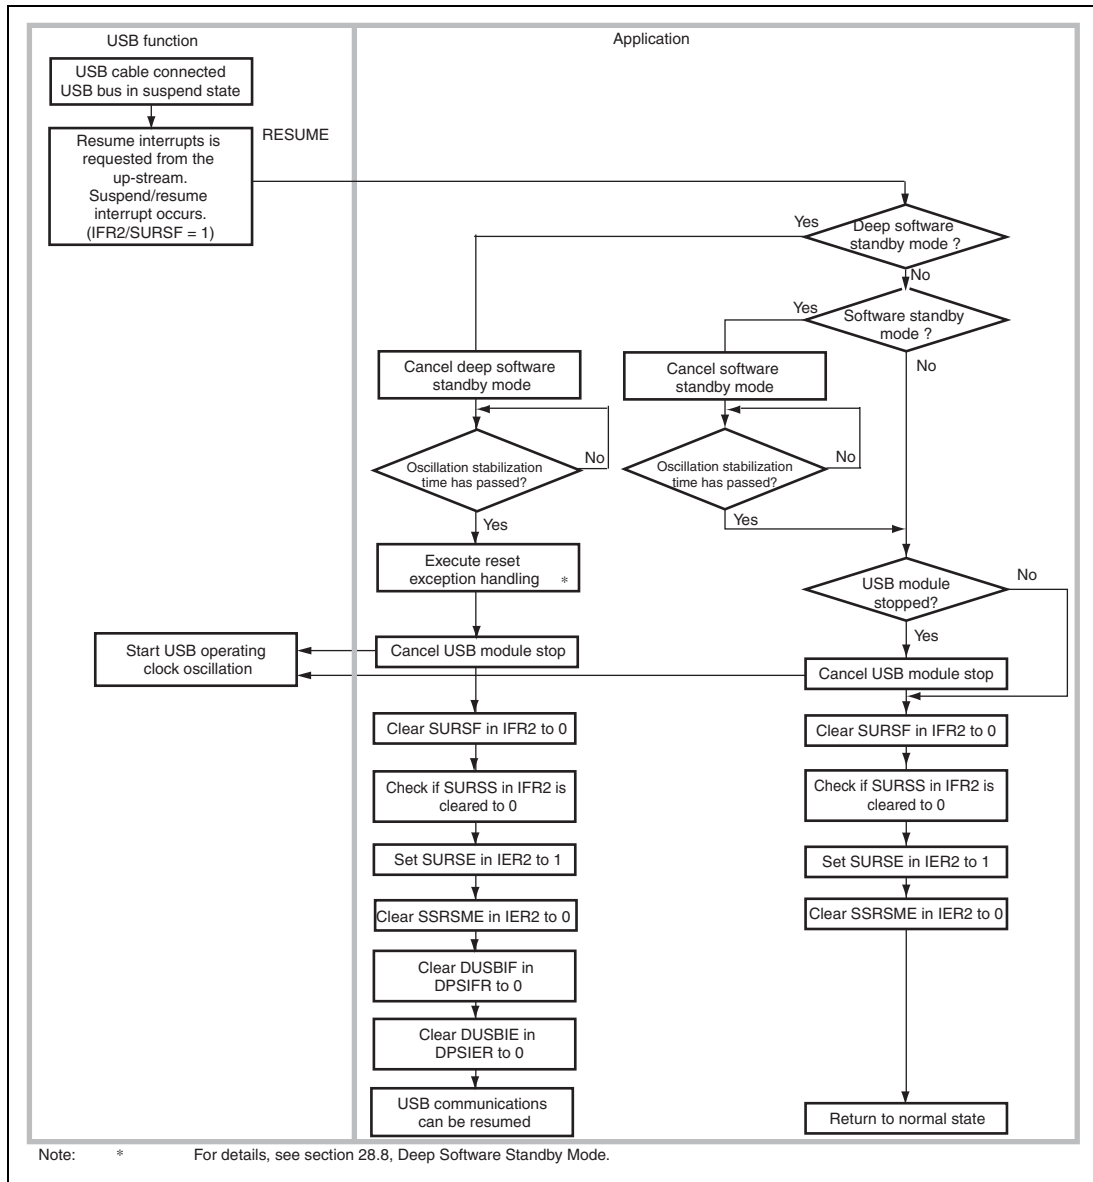 USB function
Application
USB cable connected
USB bus in suspend state
Resume interrupts is
requested from the
up-stream.
Suspend/resume
interrupt occurs.
(IFR2/SURSF = 1)
RESUME
Yes
Deep software
standby mode ?
No
Yes
Software standby
mode ?
No
Cancel deep software
standby mode
Cancel software
standby mode
Oscillation stabilization
time has passed?
No
Yes
Oscillation stabilization
time has passed?
No
Yes
Execute reset
exception handling *
USB module
stopped?
No
Yes
Start USB operating
clock oscillation
Cancel USB module stop
Cancel USB module stop
Clear SURSF in IFR2 to 0
Check if SURSS in IFR2 is
cleared to 0
Set SURSE in IER2 to 1
Clear SSRSME in IER2 to 0
Clear DUSBIF in
DPSIFR to 0
Clear DUSBIE in
DPSIER to 0
USB communications
can be resumed
Clear SURSF in IFR2 to 0
Check if SURSS in IFR2 is
cleared to 0
Set SURSE in IER2 to 1
Clear SSRSME in IER2 to 0
Return to normal state
Note: * For details, see section 28.8, Deep Software Standby Mode.